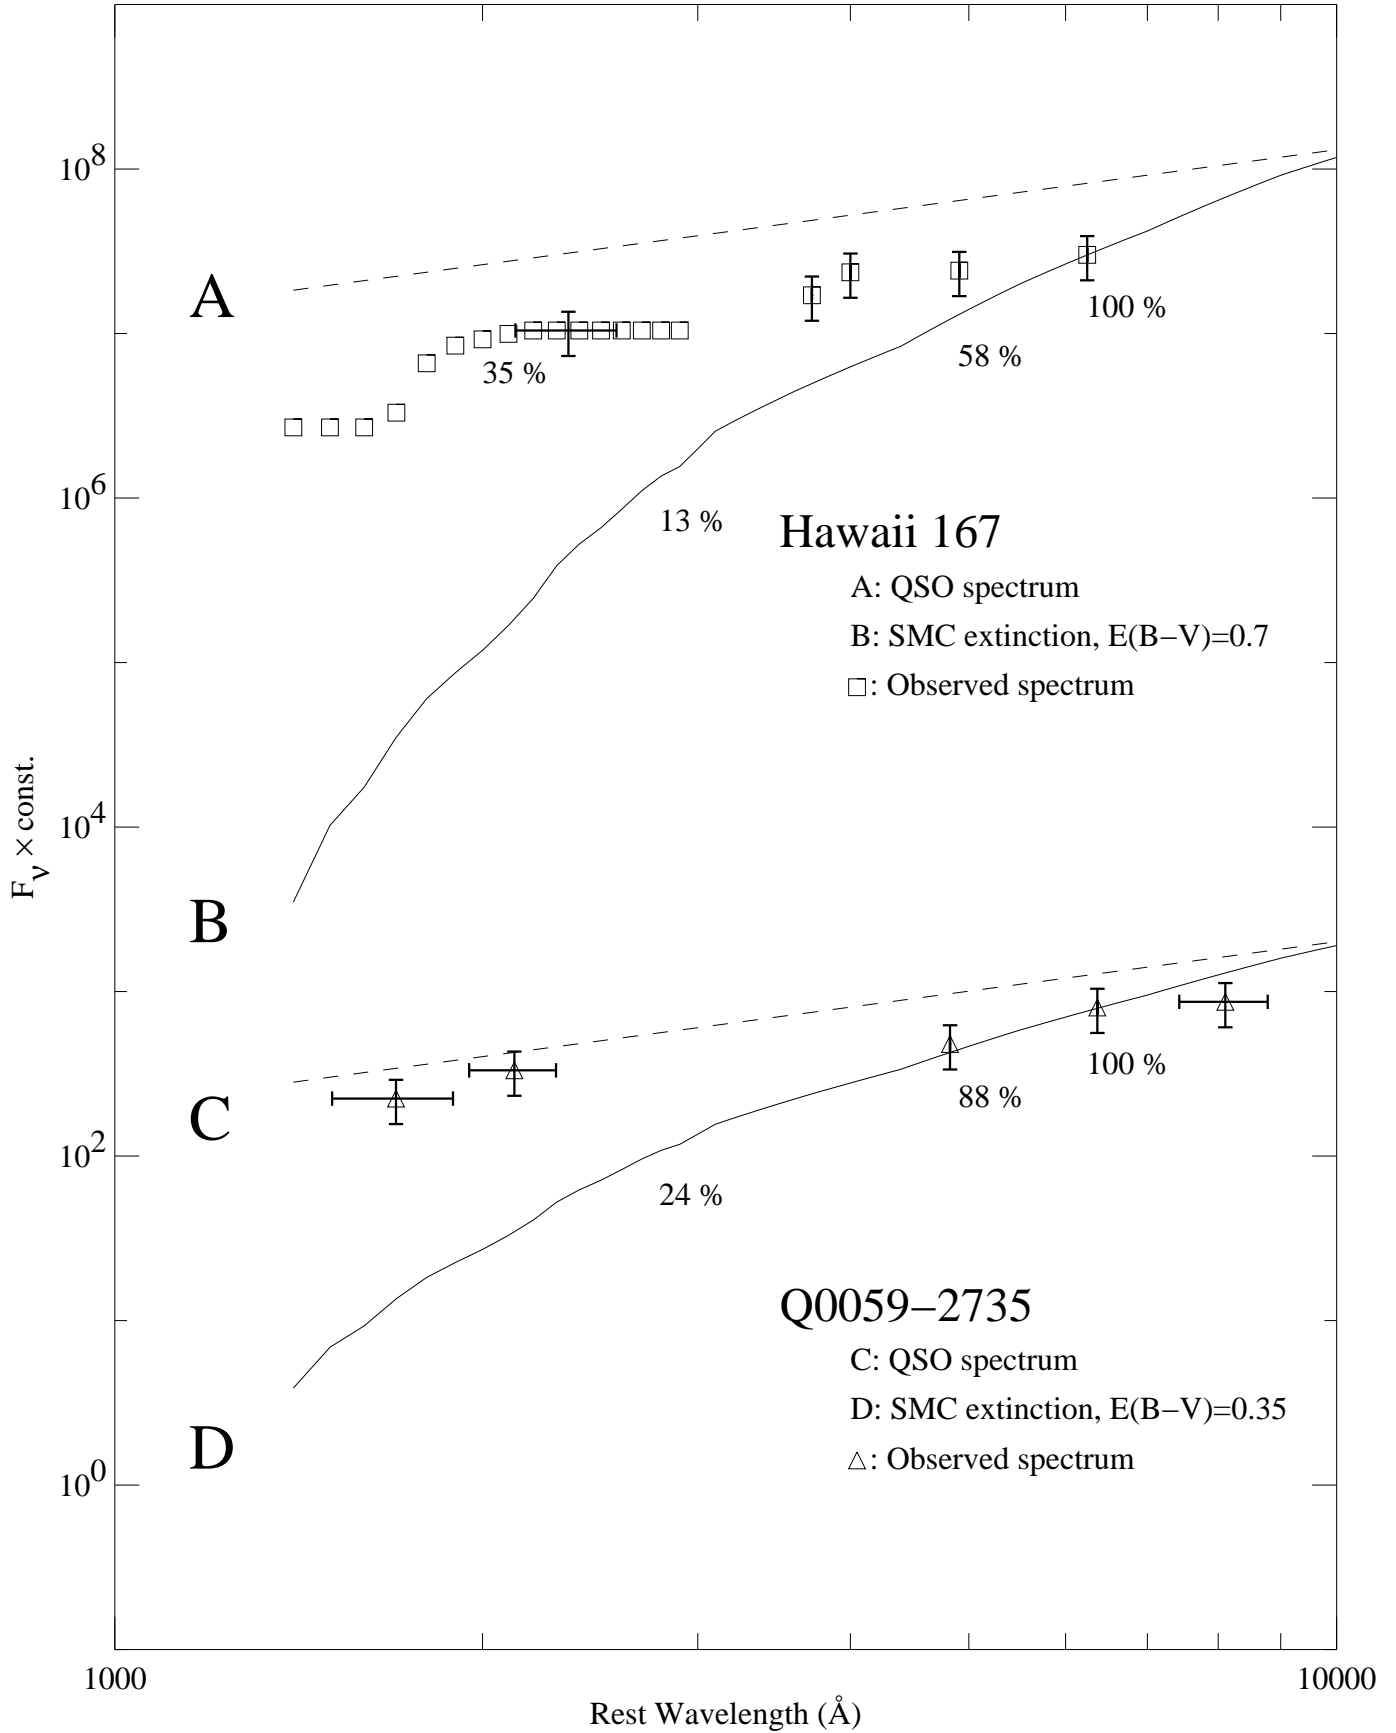 10^8
A
100 %
58 %
35 %
10^6
13 %
Hawaii 167
A: QSO spectrum
B: SMC extinction, E(B−V)=0.7
□: Observed spectrum
F_ν × const.
10^4
B
C
100 %
88 %
10^2
24 %
Q0059−2735
C: QSO spectrum
D: SMC extinction, E(B−V)=0.35
△: Observed spectrum
D
10^0
1000
10000
Rest Wavelength (Å)